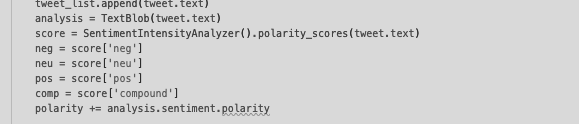 tweet_list.append(tweet.text)
analysis = TextBlob(tweet.text)
score = SentimentIntensityAnalyzer().polarity_scores(tweet.text)
neg = score['neg']
neu = score['neu']
pos = score['pos']
comp = score['compound']
polarity += analysis.sentiment.polarity